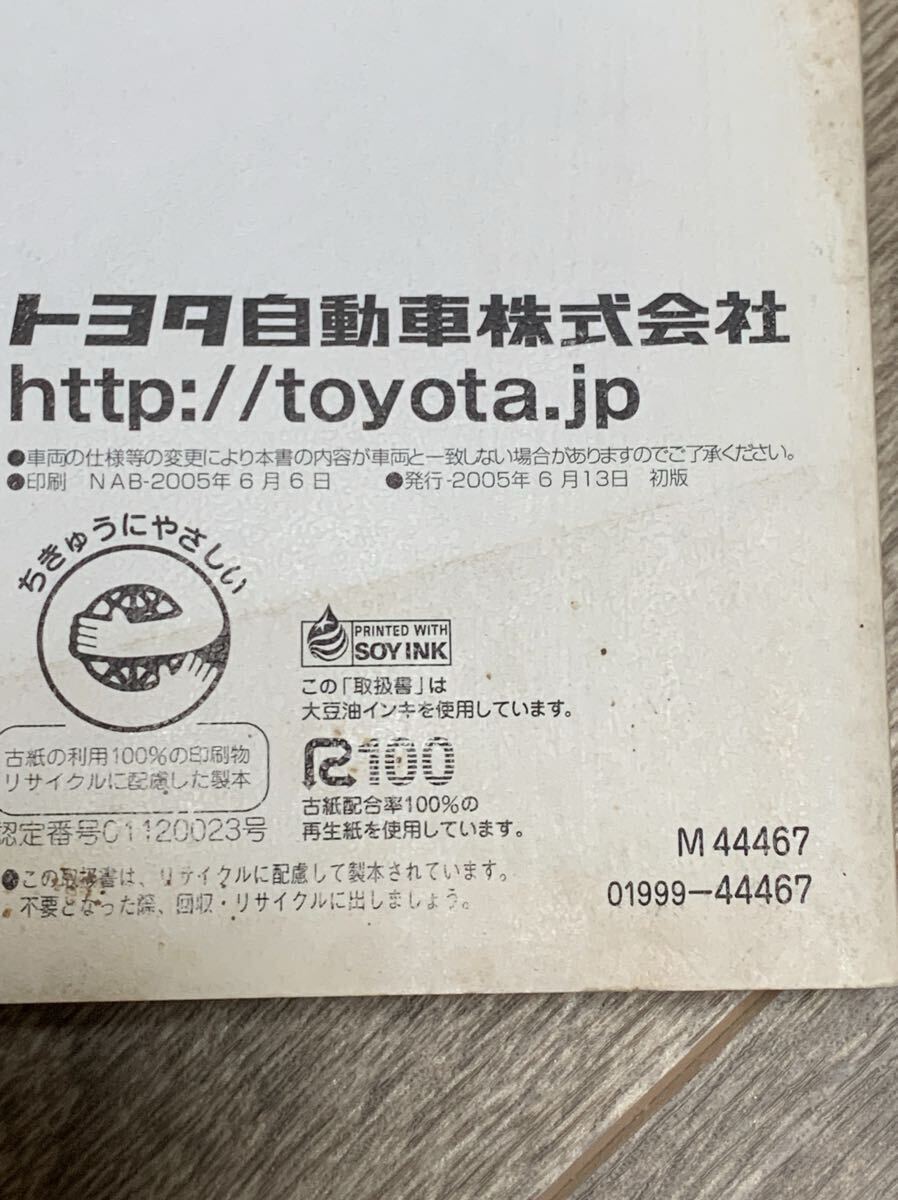 トヨタ自動車株式会社
http://toyota.jp
●車両の仕様等の変更により本書の内容が車両と一致しない場合がありますのでご了承ください。
●印刷 NAB-2005年 6 月 6 日 ●発行-2005年 6 月13日 初版
ちきゅうにやさしい
PRINTED WITH
SOY INK
この「取扱書」は
大豆油インキを使用しています。
古紙の利用100%の印刷物
リサイクルに配慮した製本
認定番号01120023号
R100
古紙配合率100%の
再生紙を使用しています。
●この取扱書は、リサイクルに配慮して製本されています。
不要となった際、回収・リサイクルに出しましょう。
M 44467
01999-44467